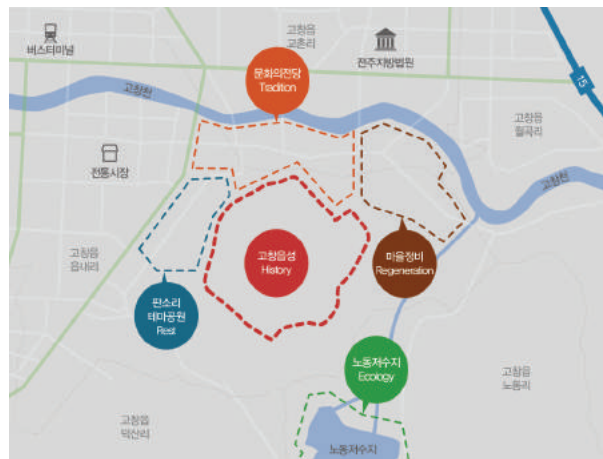 버스터미널
고창읍
교촌리
전주지방법원
문화의전당
Tradition
고창천
15
고창읍
월곡리
전통시장
고창천
고창읍
읍내리
고창읍성
History
마을정비
Regeneration
판소리
테마공원
Rest
노동저수지
Ecology
고창읍
노동리
고창읍
덕산리
노동저수지